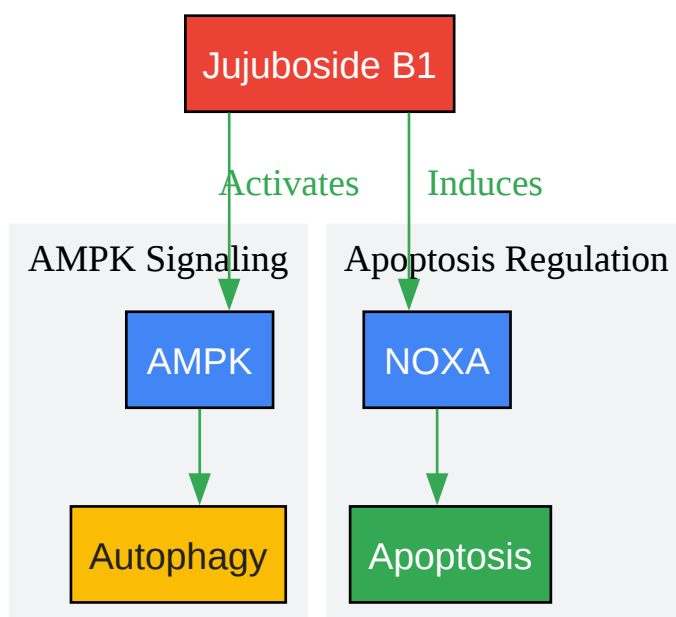 Jujuboside B1
Activates
Induces
AMPK Signaling
Apoptosis Regulation
AMPK
NOXA
Autophagy
Apoptosis